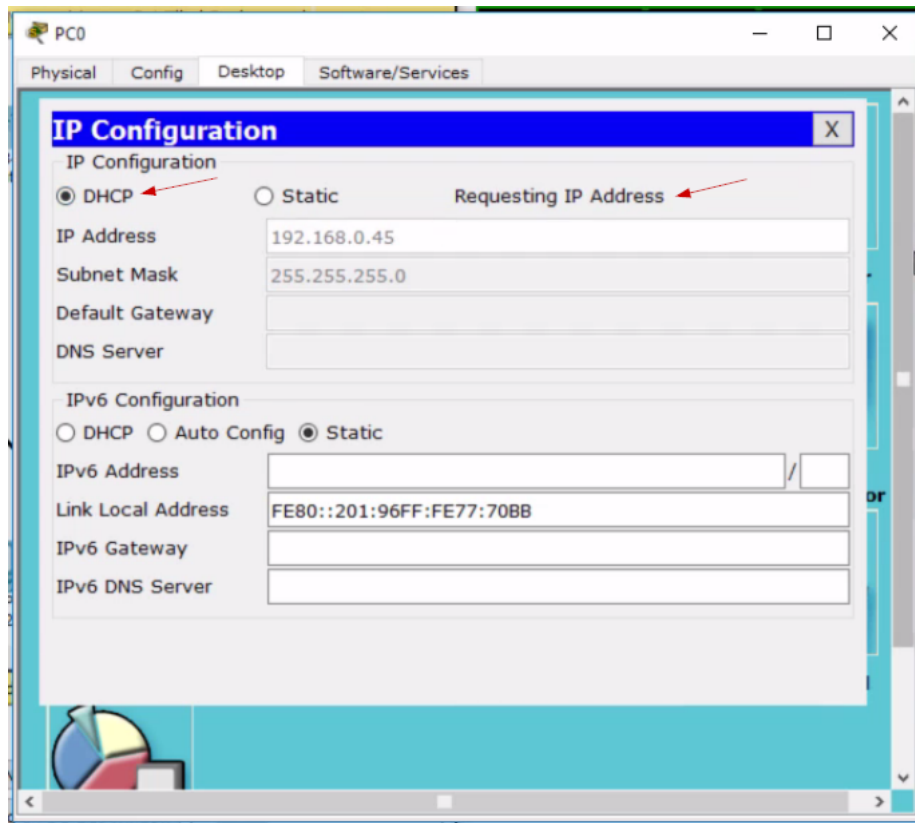 PC0
Physical Config Desktop Software/Services
IP Configuration X
IP Configuration
DHCP Static Requesting IP Address
IP Address 192.168.0.45
Subnet Mask 255.255.255.0
Default Gateway
DNS Server
IPv6 Configuration
DHCP Auto Config Static
IPv6 Address /
or
Link Local Address FE80::201:96FF:FE77:70BB
IPv6 Gateway
IPv6 DNS Server